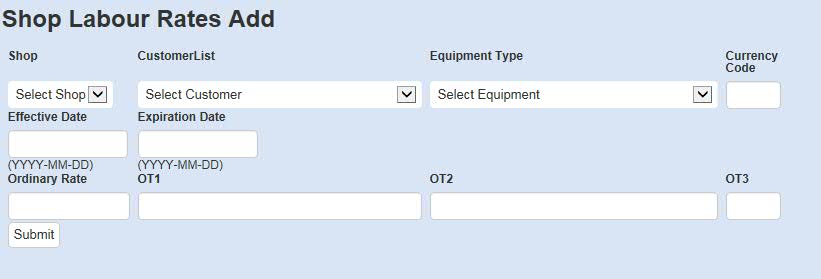 Shop Labour Rates Add
Shop CustomerList Equipment Type Currency
Code
Select Shop Select Customer Select Equipment
Effective Date Expiration Date
(YYYY-MM-DD) (YYYY-MM-DD)
Ordinary Rate OT1 OT2 OT3
Submit